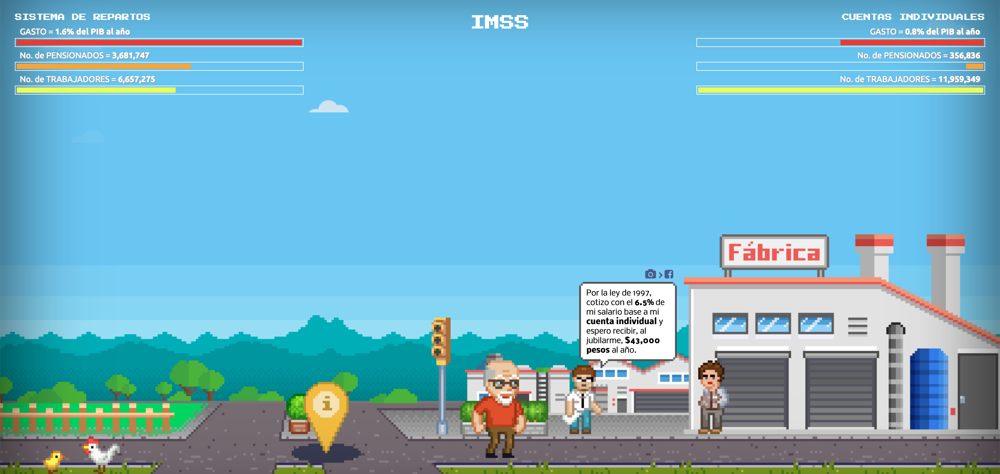 SISTEMA DE REPARTOS
GASTO = 1.6% del PIB al año
No. de PENSIONADOS = 3,681,747
No. de TRABAJADORES = 6,657,275
IMSS
CUENTAS INDIVIDUALES
GASTO = 0.8% del PIB al año
No. de PENSIONADOS = 356,836
No. de TRABAJADORES = 11,959,349
Fábrica
Por la ley de 1997,
cotizo con el 6.5% de
mi salario base a mi
cuenta individual y
espero recibir, al
jubilarme, $43,000
pesos al año.
i